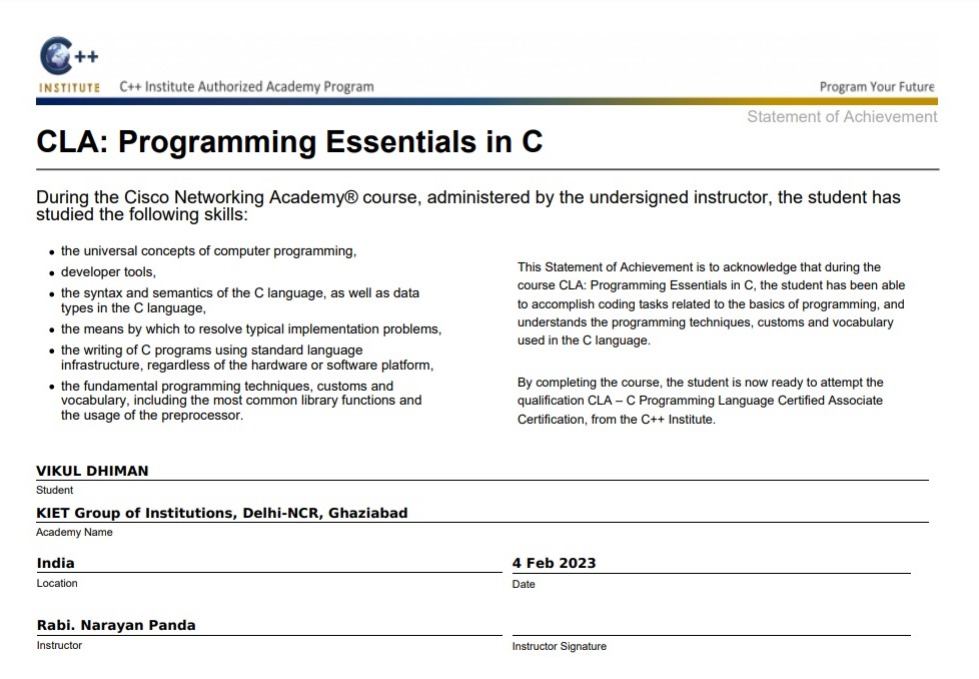 C++
INSTITUTE
C++ Institute Authorized Academy Program
Program Your Future
Statement of Achievement
CLA: Programming Essentials in C
During the Cisco Networking Academy® course, administered by the undersigned instructor, the student has
studied the following skills:
• the universal concepts of computer programming,
• developer tools,
• the syntax and semantics of the C language, as well as data
types in the C language,
• the means by which to resolve typical implementation problems,
• the writing of C programs using standard language
infrastructure, regardless of the hardware or software platform,
• the fundamental programming techniques, customs and
vocabulary, including the most common library functions and
the usage of the preprocessor.
This Statement of Achievement is to acknowledge that during the
course CLA: Programming Essentials in C, the student has been able
to accomplish coding tasks related to the basics of programming, and
understands the programming techniques, customs and vocabulary
used in the C language.
By completing the course, the student is now ready to attempt the
qualification CLA – C Programming Language Certified Associate
Certification, from the C++ Institute.
VIKUL DHIMAN
Student
KIET Group of Institutions, Delhi-NCR, Ghaziabad
Academy Name
India
Location
4 Feb 2023
Date
Rabi. Narayan Panda
Instructor
Instructor Signature